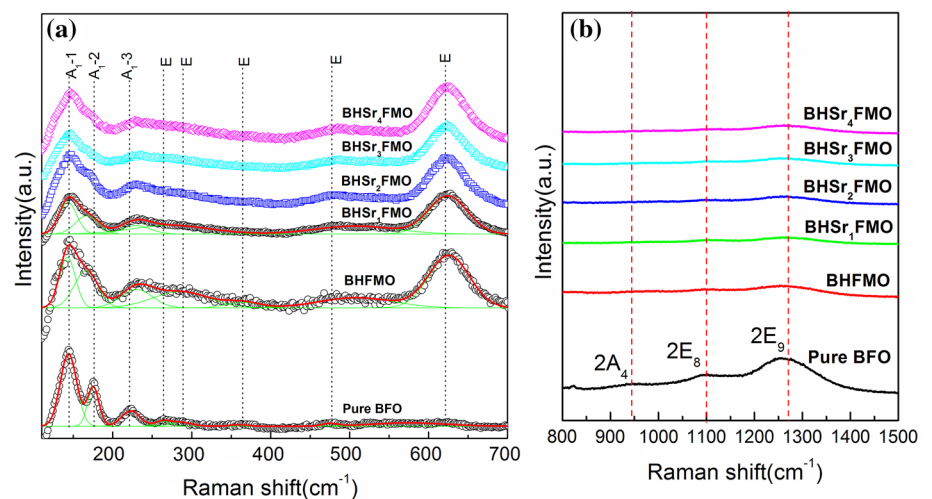 (a)
A₁-1
A₁-2
A₁-3
E
E
E
E
E
BHSr₄FMO
BHSr₃FMO
BHSr₂FMO
BHSr₁FMO
BHFMO
Pure BFO
Intensity(a.u.)
200 300 400 500 600 700
Raman shift(cm⁻¹)
(b)
BHSr₄FMO
BHSr₃FMO
BHSr₂FMO
BHSr₁FMO
BHFMO
Pure BFO
2A₄
2E₈
2E₉
Intensity(a.u.)
800 900 1000 1100 1200 1300 1400 1500
Raman shift(cm⁻¹)